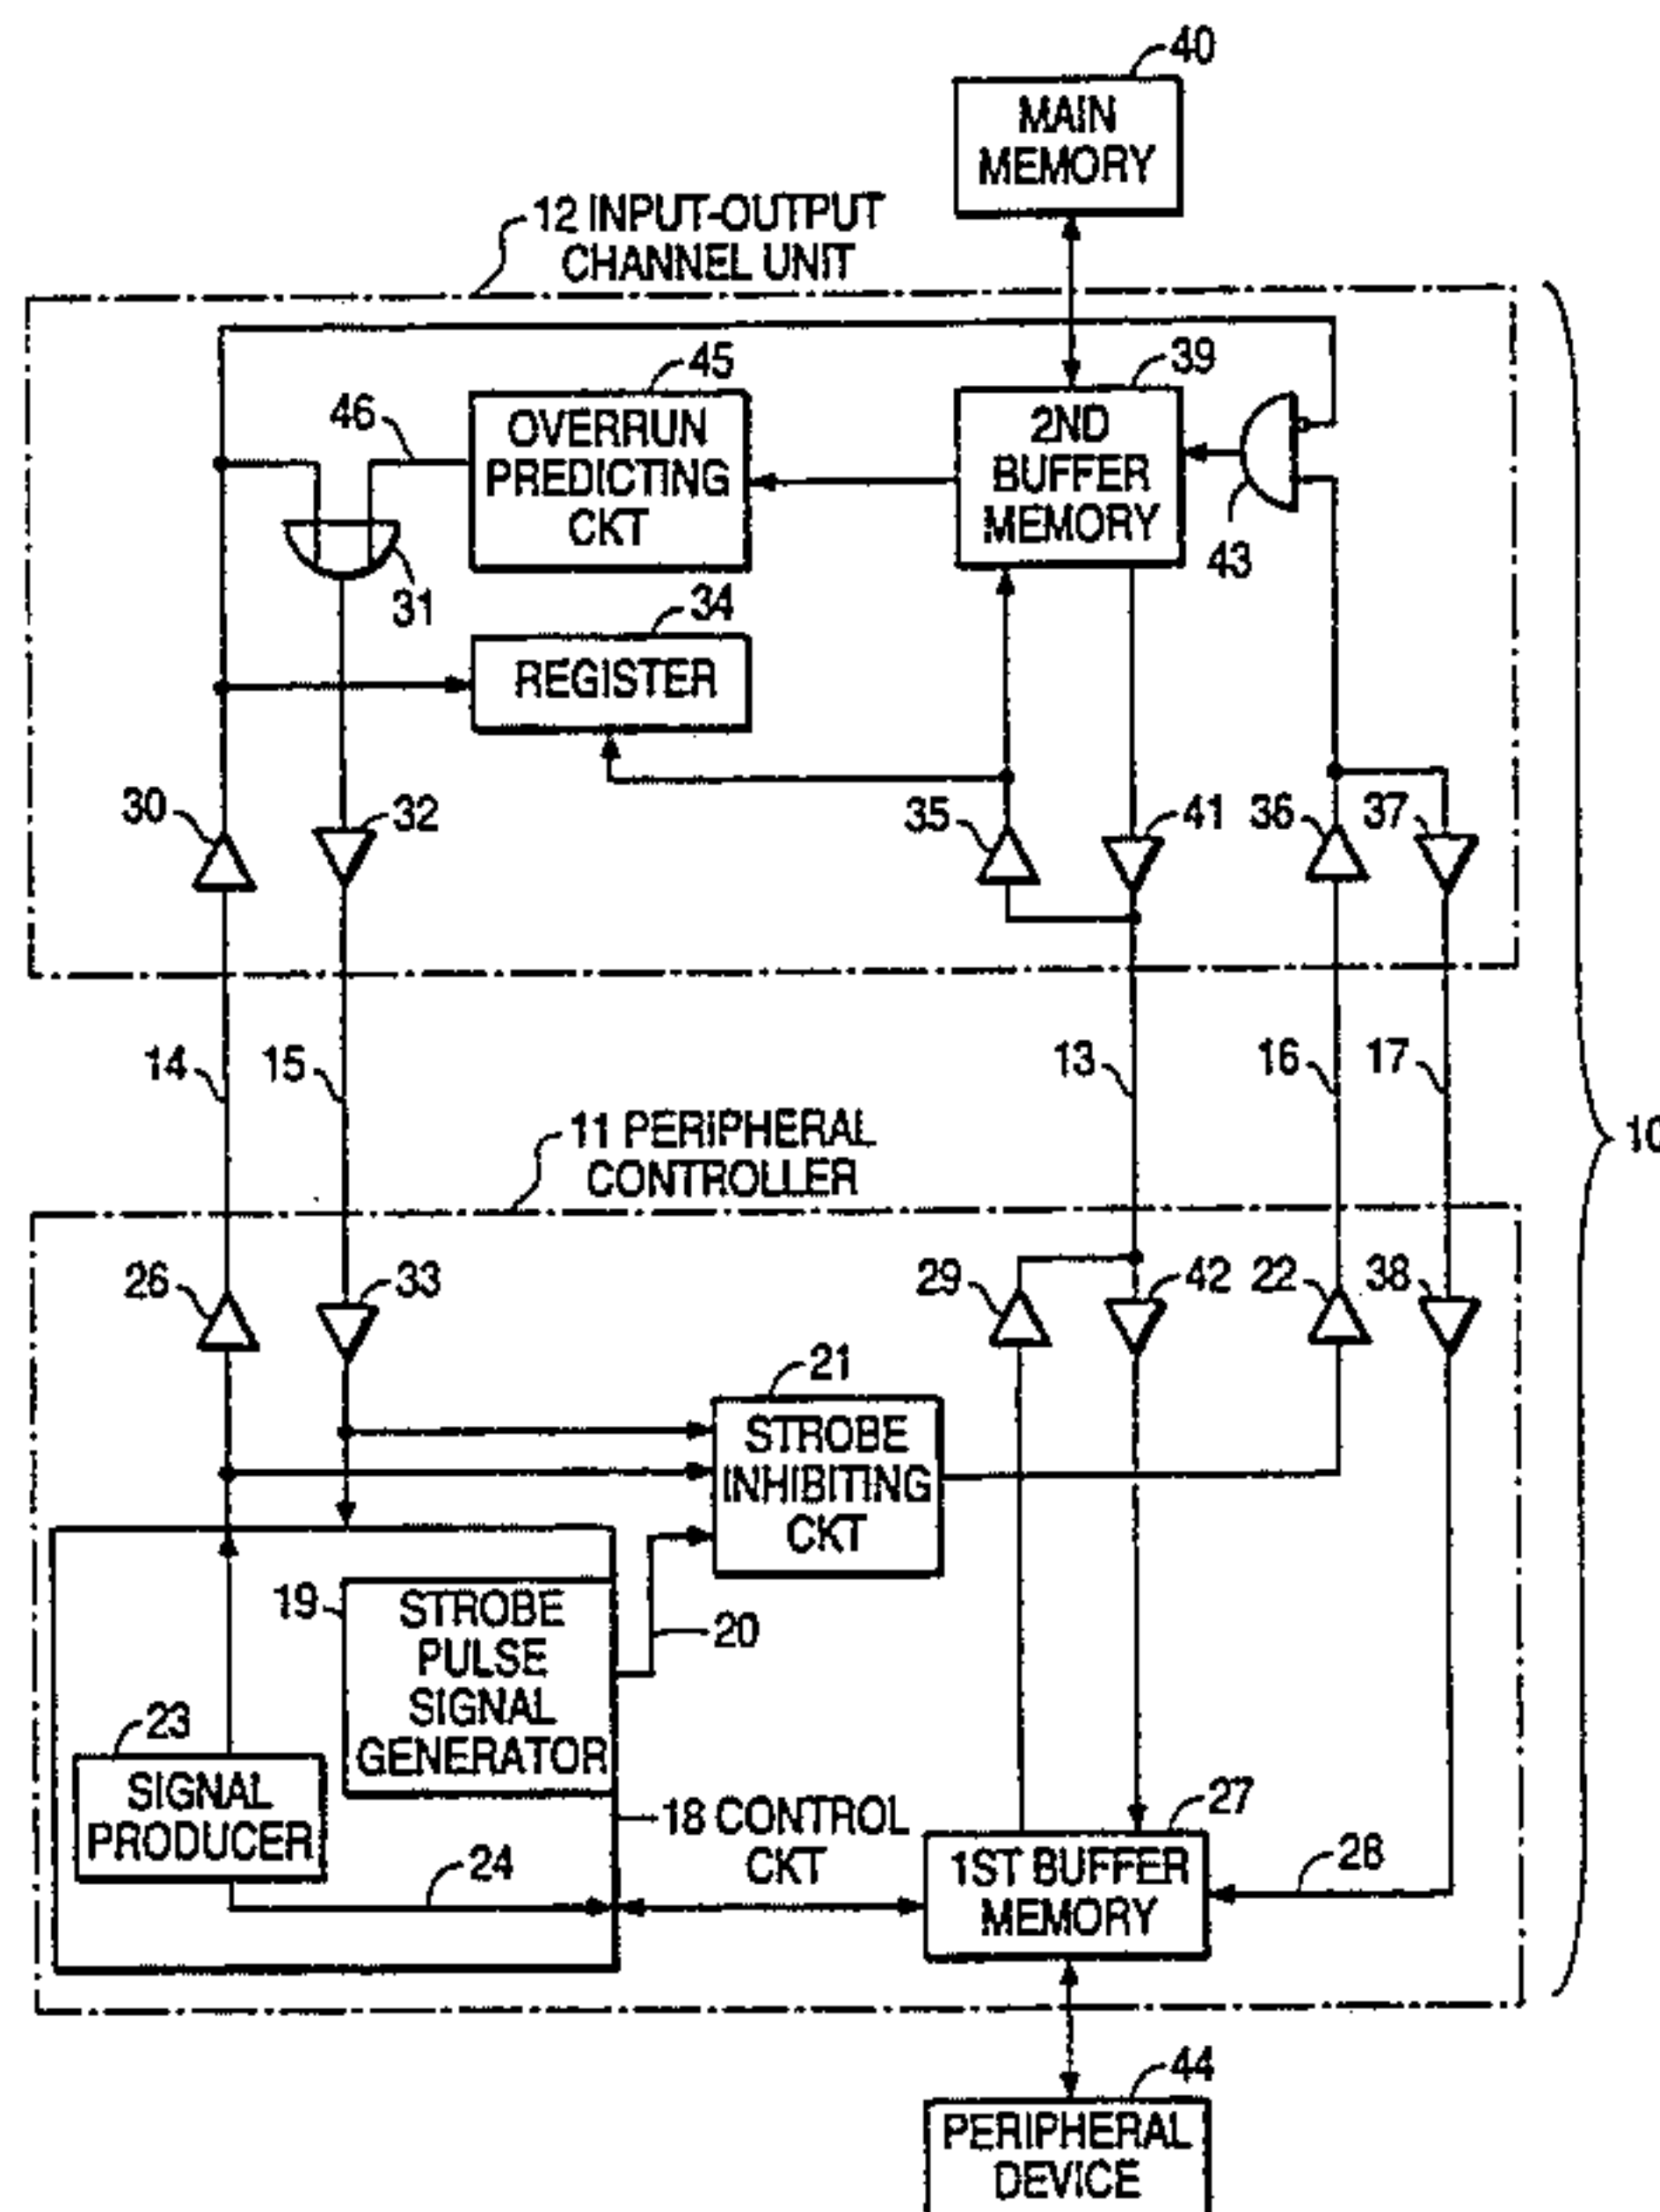 40
MAIN
MEMORY
12 INPUT-OUTPUT
CHANNEL UNIT
45
39
46
OVERRUN
PREDICTING
CKT
2ND
BUFFER
MEMORY
43
31
34
REGISTER
30
32
35
41
36
37
14
15
13
16
17
10
11 PERIPHERAL
CONTROLLER
26
33
29
42
22
38
21
STROBE
INHIBITING
CKT
19
STROBE
PULSE
SIGNAL
GENERATOR
20
23
SIGNAL
PRODUCER
18 CONTROL
CKT
24
27
1ST BUFFER
MEMORY
28
44
PERIPHERAL
DEVICE